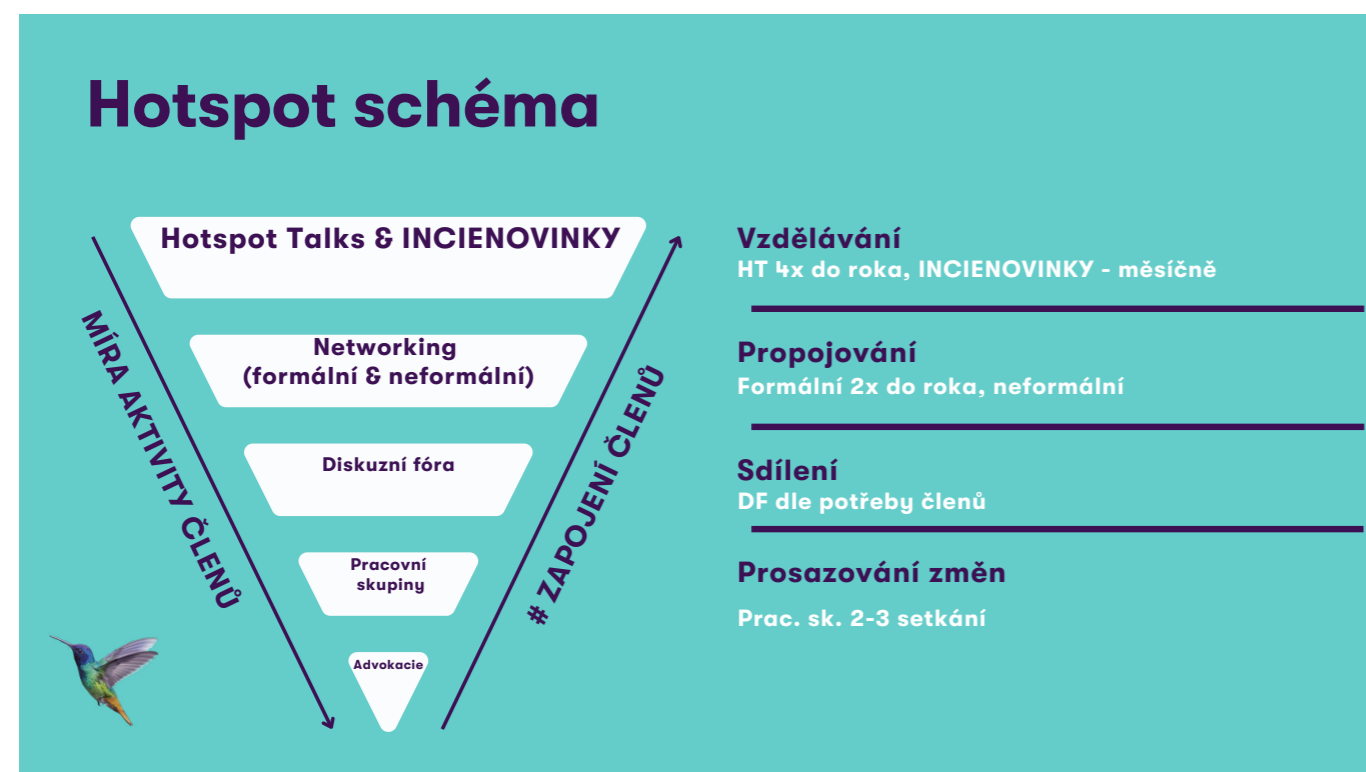 Hotspot schéma
Hotspot Talks & INCIENOVINKY
Networking
(formální & neformální)
Diskuzní fóra
Pracovní
skupiny
Advokacie
MÍRA AKTIVITY ČLENŮ
# ZAPOJENÍ ČLENŮ
Vzdělávání
HT 4x do roka, INCIENOVINKY - měsíčně
Propojování
Formální 2x do roka, neformální
Sdílení
DF dle potřeby členů
Prosazování změn
Prac. sk. 2-3 setkání